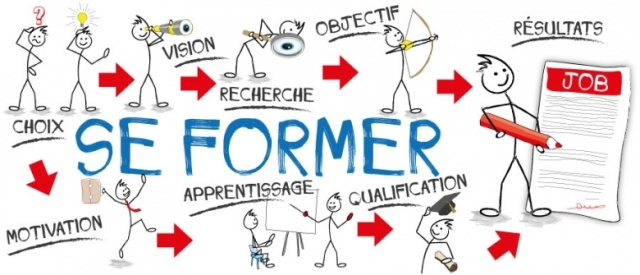 ?
CHOIX
VISION
RECHERCHE
OBJECTIF
RÉSULTATS
JOB
SE FORMER
MOTIVATION
APPRENTISSAGE
QUALIFICATION